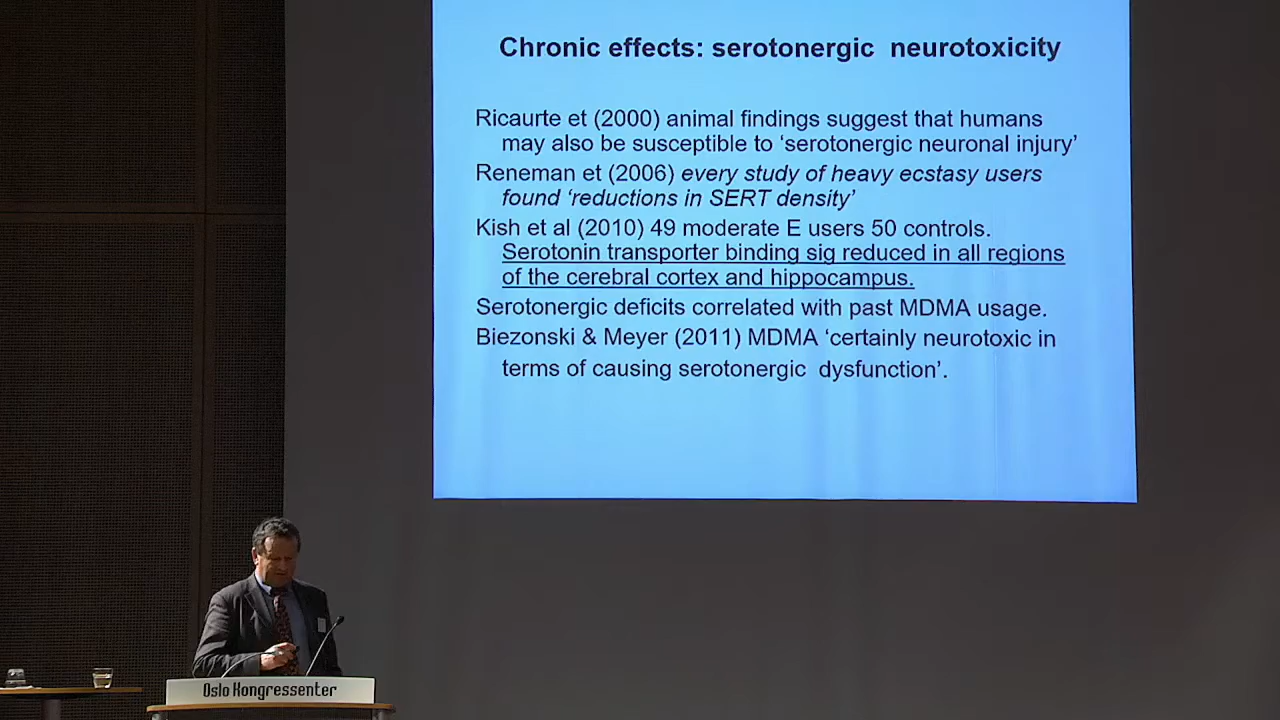 Chronic effects: serotonergic neurotoxicity
Ricaurte et (2000) animal findings suggest that humans
may also be susceptible to ‘serotonergic neuronal injury’
Reneman et (2006) every study of heavy ecstasy users
found ‘reductions in SERT density’
Kish et al (2010) 49 moderate E users 50 controls.
Serotonin transporter binding sig reduced in all regions
of the cerebral cortex and hippocampus.
Serotonergic deficits correlated with past MDMA usage.
Biezonski & Meyer (2011) MDMA ‘certainly neurotoxic in
terms of causing serotonergic dysfunction’.
Oslo Kongressenter